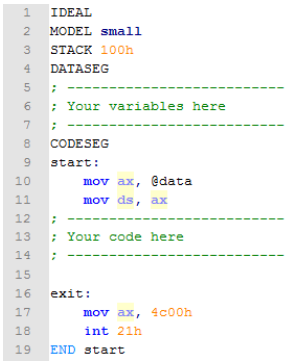 1 IDEAL
2 MODEL small
3 STACK 100h
4 DATASEG
5 ; --------------------------
6 ; Your variables here
7 ; --------------------------
8 CODESEG
9 start:
10 mov ax, @data
11 mov ds, ax
12 ; --------------------------
13 ; Your code here
14 ; --------------------------
15
16 exit:
17 mov ax, 4c00h
18 int 21h
19 END start